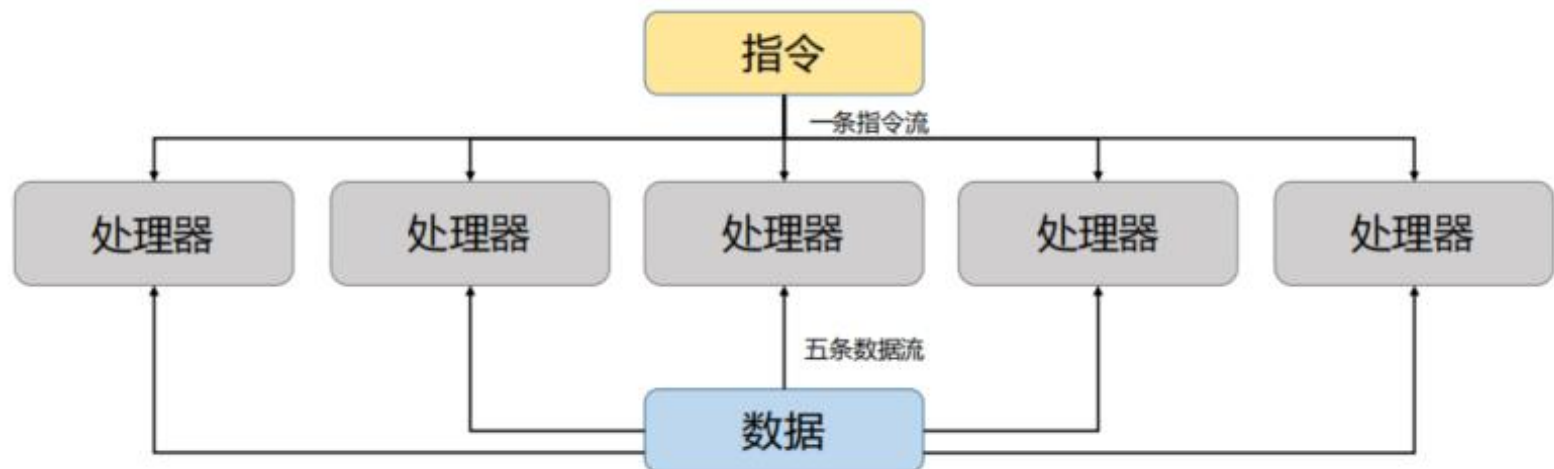 指令
一条指令流
处理器
处理器
处理器
处理器
处理器
五条数据流
数据